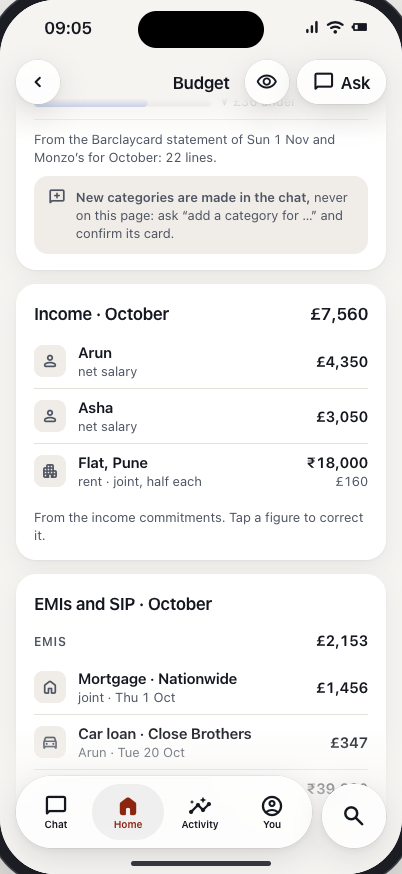 09:05
Budget
Ask
From the Barclaycard statement of Sun 1 Nov and
Monzo's for October: 22 lines.
New categories are made in the chat, never
on this page: ask “add a category for …” and
confirm its card.
Income · October £7,560
Arun £4,350
net salary
Asha £3,050
net salary
Flat, Pune ₹18,000
rent · joint, half each £160
From the income commitments. Tap a figure to correct
it.
EMIs and SIP · October
EMIS £2,153
Mortgage · Nationwide £1,456
joint · Thu 1 Oct
Car loan · Close Brothers £347
Arun · Tue 20 Oct
Chat Home Activity You